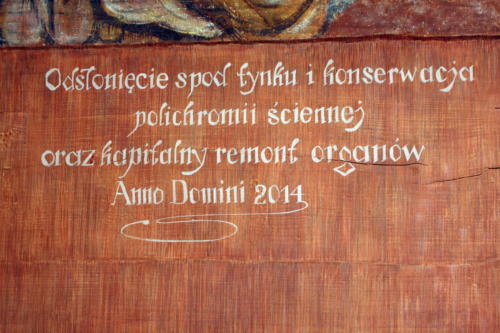 Odsłonięcie spod tynku i konserwacja
polichromii ściennej
oraz kapitalny remont organów
Anno Domini 2014